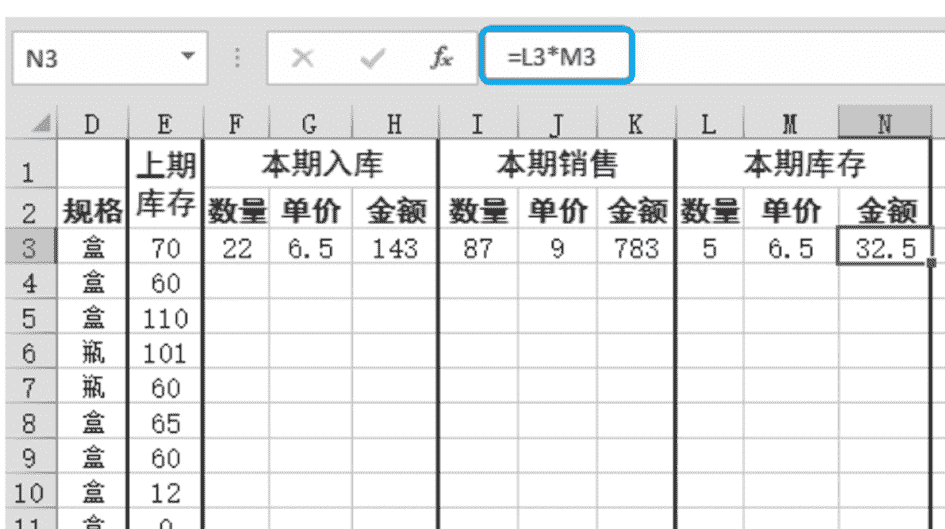 N3 fx =L3*M3
D E F G H I J K L M N
1 上期 本期入库 本期销售 本期库存
2 规格 库存 数量 单价 金额 数量 单价 金额 数量 单价 金额
3 盒 70 22 6.5 143 87 9 783 5 6.5 32.5
4 盒 60
5 盒 110
6 瓶 101
7 瓶 60
8 盒 65
9 盒 60
10 盒 12
11 盒